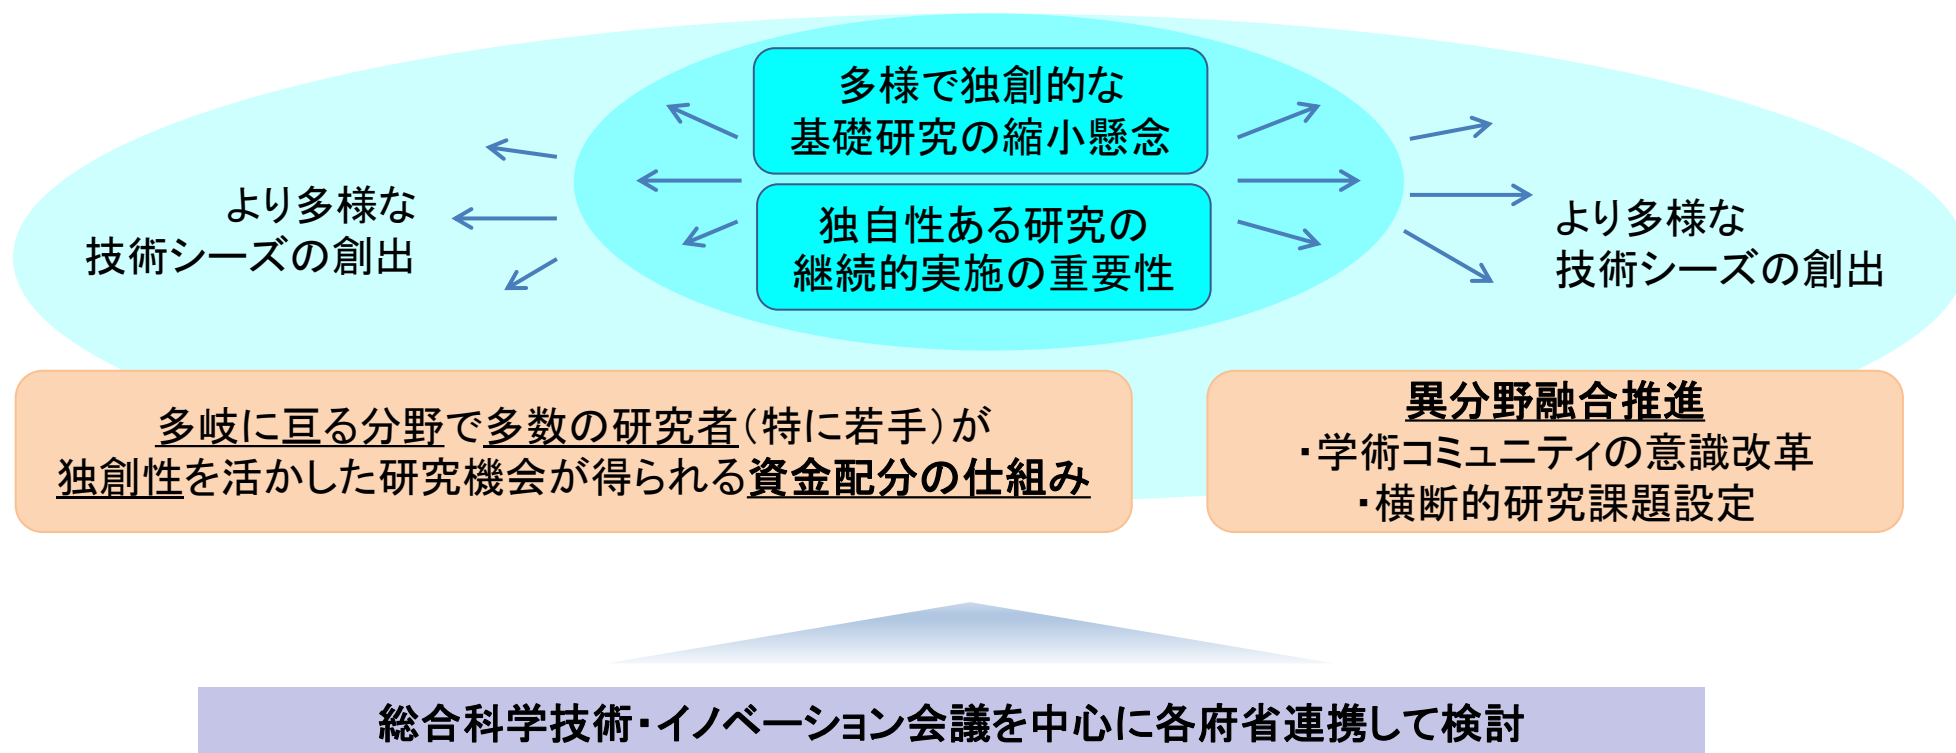 多様で独創的な
基礎研究の縮小懸念
独自性ある研究の
継続的実施の重要性
より多様な
技術シーズの創出
より多様な
技術シーズの創出
多岐に亘る分野で多数の研究者(特に若手)が
独創性を活かした研究機会が得られる資金配分の仕組み
異分野融合推進
・学術コミュニティの意識改革
・横断的研究課題設定
総合科学技術・イノベーション会議を中心に各府省連携して検討